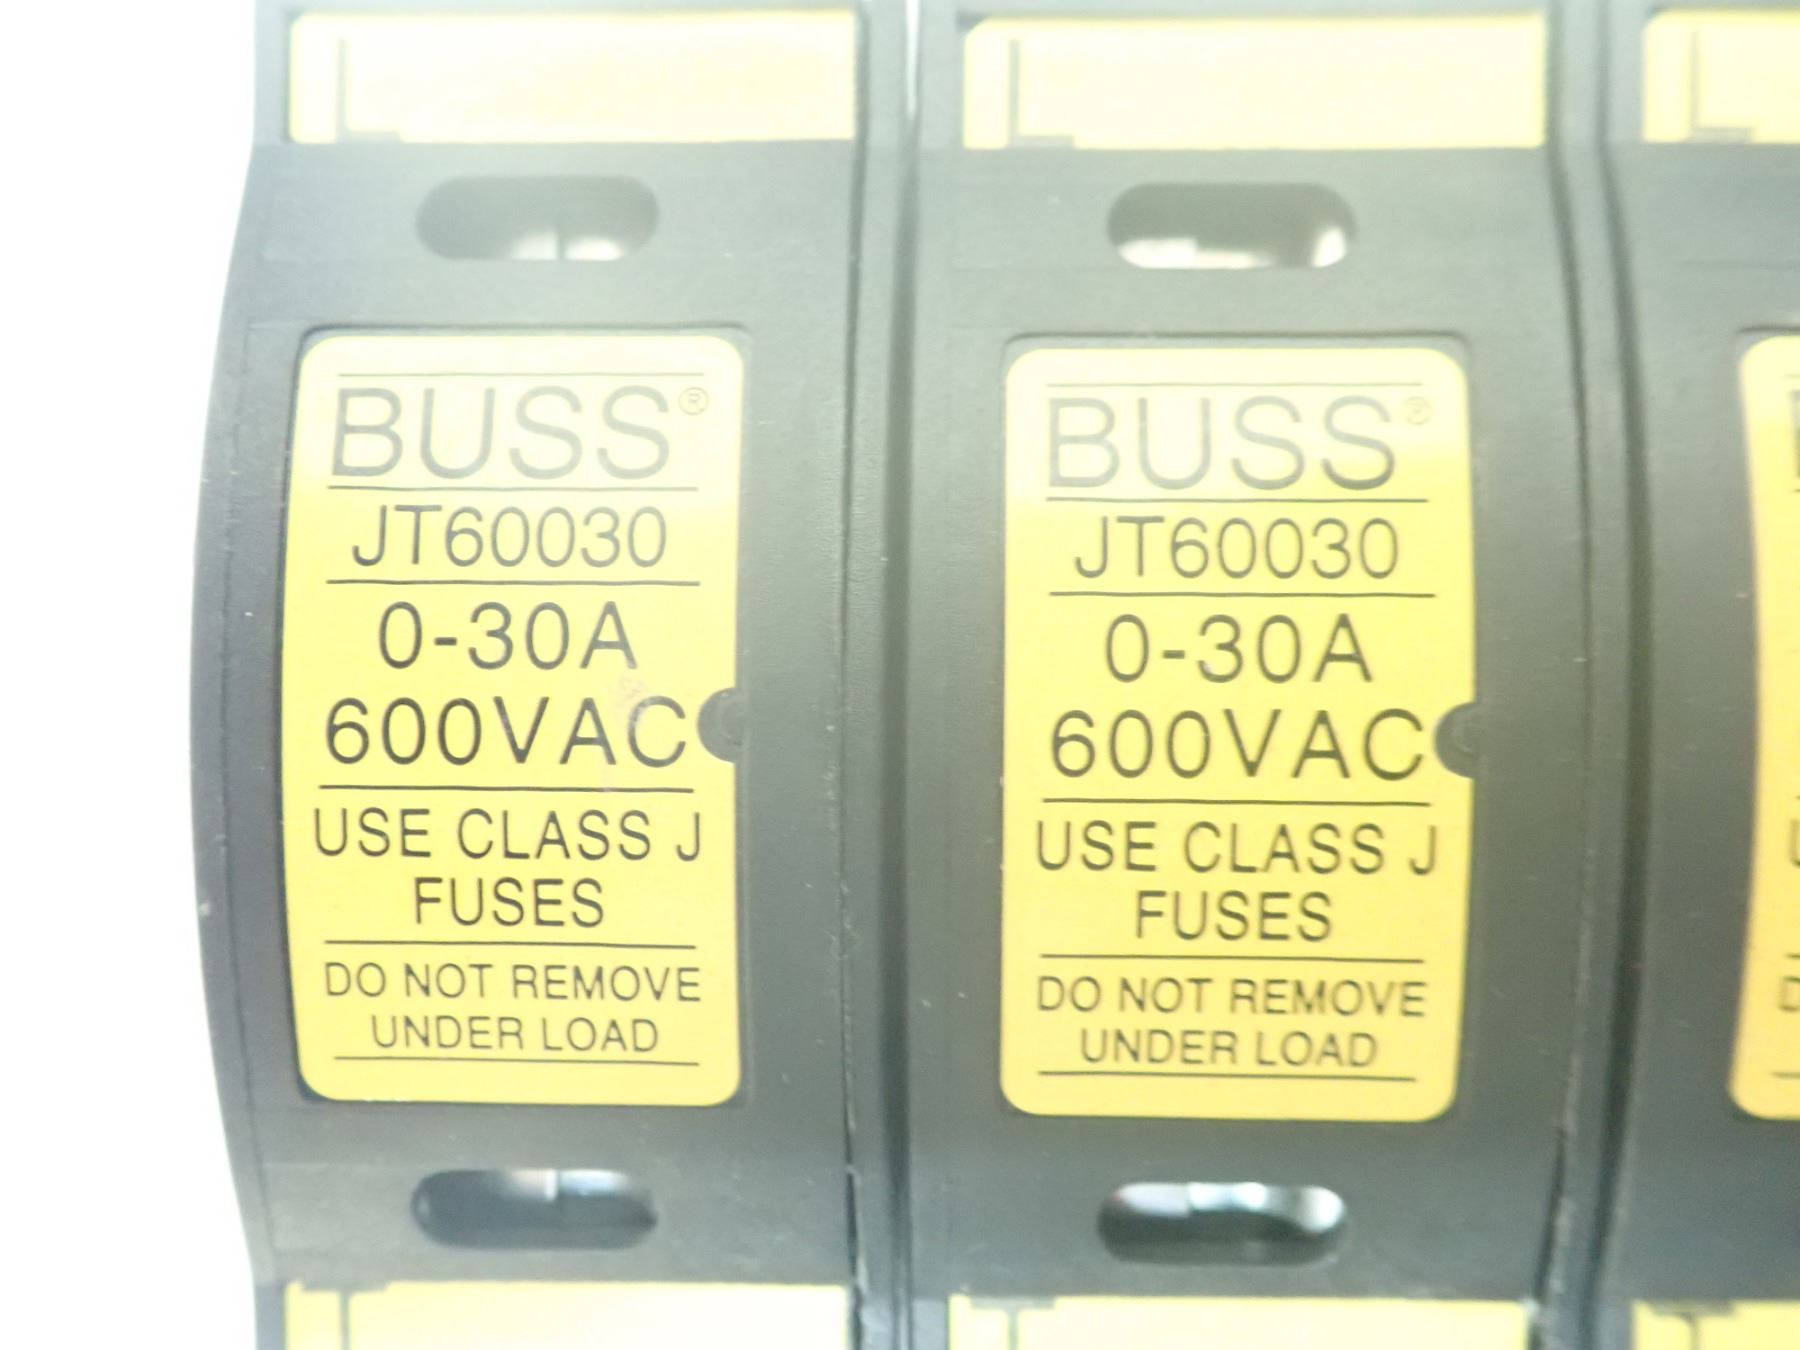 BUSS®
JT60030
0-30A
600VAC
USE CLASS J
FUSES
DO NOT REMOVE
UNDER LOAD
BUSS®
JT60030
0-30A
600VAC
USE CLASS J
FUSES
DO NOT REMOVE
UNDER LOAD